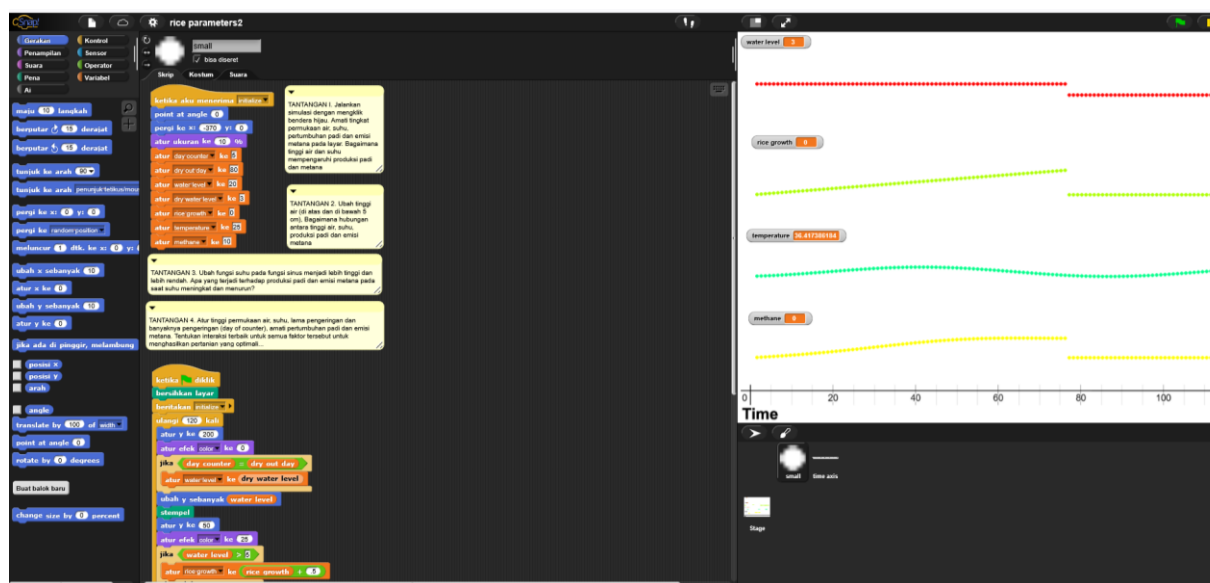 Snap!
rice parameters2
Gerakan
Kontrol
Penampilan
Sensor
Suara
Operator
Pena
Variabel
Ai
maju 10 langkah
berputar 15 derajat
berputar 15 derajat
tunjuk ke arah 90
tunjuk ke arah penunjuk tetikus/mou
pergi ke x: 0 y: 0
pergi ke random position
meluncur 1 dtk. ke x: 0 y:
ubah x sebanyak 10
atur x ke 0
ubah y sebanyak 10
atur y ke 0
jika ada di pinggir, melambung
posisi x
posisi y
arah
angle
translate by 100 of width
point at angle 0
rotate by 0 degrees
Buat balok baru
change size by 0 percent
small
bisa diseret
Skrip
Kostum
Suara
ketika aku menerima initialize
point at angle 0
pergi ke x: -370 y: 0
atur ukuran ke 10 %
atur day counter ke
atur dry out day ke 80
atur water level ke 20
atur dry water level ke 3
atur rice growth ke 0
atur temperature ke 25
atur methane ke 10
TANTANGAN I. Jalankan
simulasi dengan mengklik
bendera hijau. Amati tingkat
permukaan air, suhu,
pertumbuhan padi dan emisi
metana pada layar. Bagaimana
tinggi air dan suhu
mempengaruhi produksi padi
dan metana
TANTANGAN 2. Ubah tinggi
air (di atas dan di bawah 5
cm), Bagaimana hubungan
antara tinggi air, suhu,
produksi padi dan emisi
metana
TANTANGAN 3. Ubah fungsi suhu pada fungsi sinus menjadi lebih tinggi dan
lebih rendah. Apa yang terjadi terhadap produksi padi dan emisi metana pada
saat suhu meningkat dan menurun?
TANTANGAN 4. Atur tinggi permukaan air, suhu, lama pengeringan dan
banyaknya pengeringan (day of counter), amati pertumbuhan padi dan emisi
metana. Tentukan interaksi terbaik untuk semua faktor tersebut untuk
menghasilkan pertanian yang optimal...
ketika diklik
bersihkan layar
beritakan initialize
ulangi 120 kali
atur y ke 200
atur efek color ke 0
jika day counter = dry out day
atur water level ke dry water level
ubah y sebanyak water level
stempel
atur y ke 50
atur efek color ke 25
jika water level > 5
atur rice growth ke rice growth + .5
water level 3
rice growth 0
temperature
methane 0
0 20 40 60 80 100
Time
small
time axis
Stage